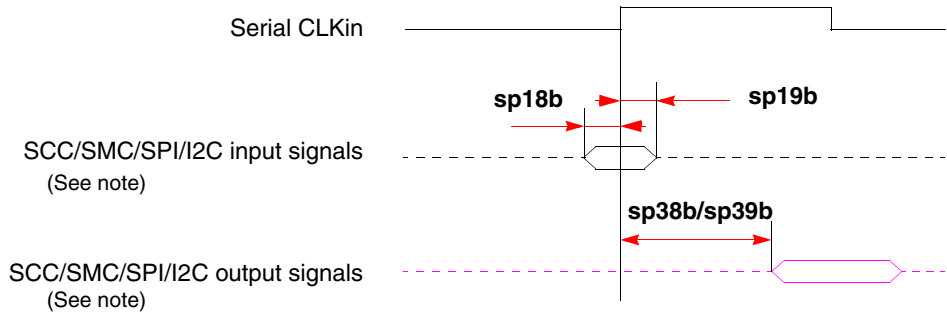 Serial CLKin
sp18b
sp19b
SCC/SMC/SPI/I2C input signals
(See note)
sp38b/sp39b
SCC/SMC/SPI/I2C output signals
(See note)